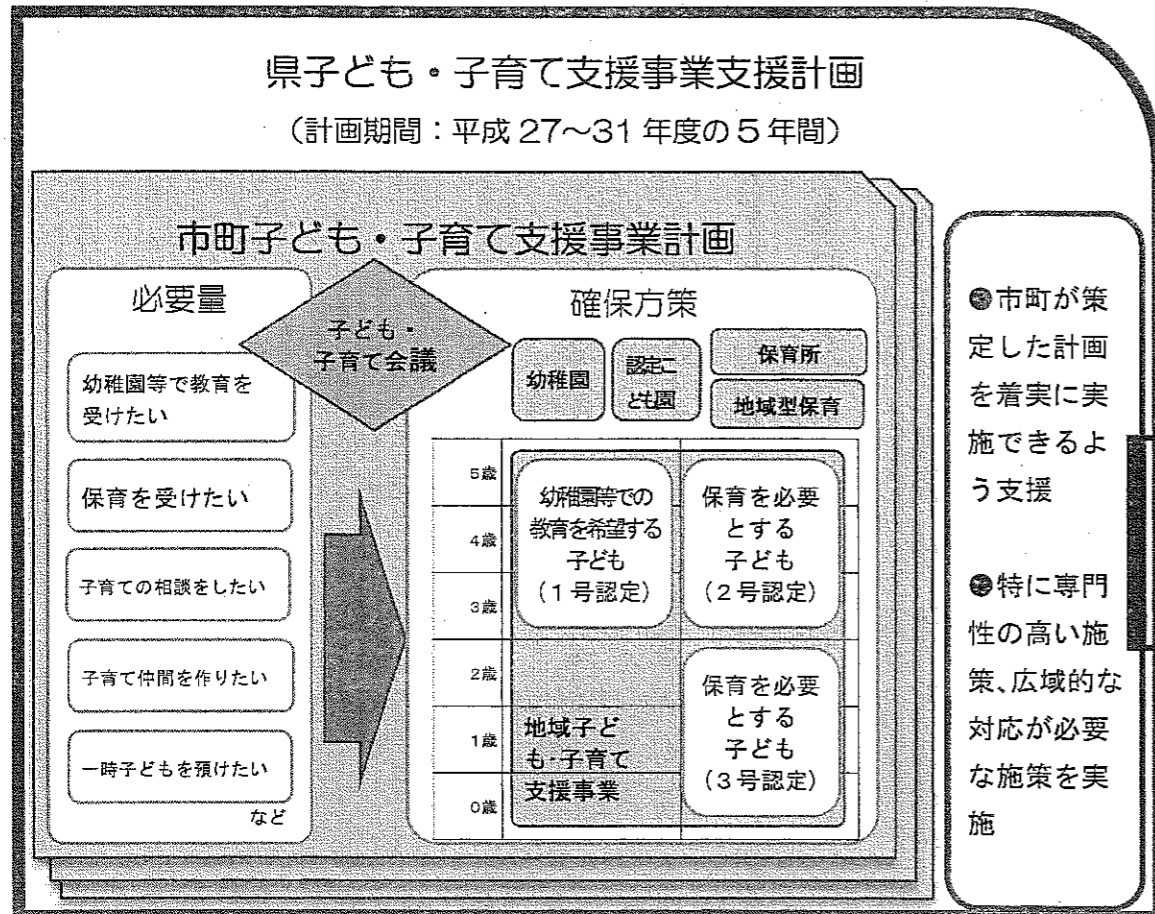 県子ども・子育て支援事業支援計画
（計画期間：平成 27～31 年度の5年間）
市町子ども・子育て支援事業計画
必要量
幼稚園等で教育を
受けたい
保育を受けたい
子育ての相談をしたい
子育て仲間を作りたい
一時子どもを預けたい
など
子ども・
子育て会議
確保方策
幼稚園
認定こ
ども園
保育所
地域型保育
5歳
4歳
3歳
2歳
1歳
0歳
幼稚園等での
教育を希望する
子ども
（1号認定）
保育を必要
とする
子ども
（2号認定）
保育を必要
とする
子ども
（3号認定）
地域子ど
も・子育て
支援事業
●市町が策
定した計画
を着実に実
施できるよ
う支援
●特に専門
性の高い施
策、広域的な
対応が必要
な施策を実
施